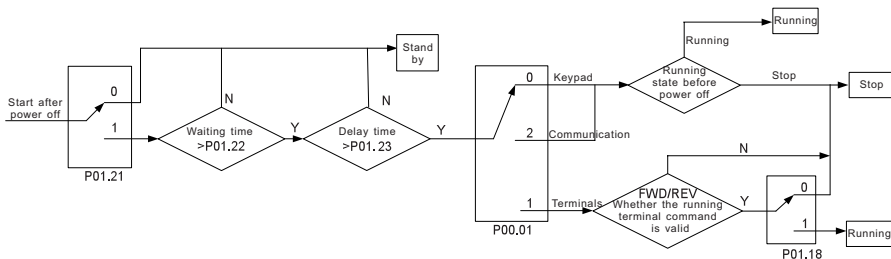 Start after
power off
0
1
P01.21
N
Waiting time
>P01.22
Y
N
Delay time
>P01.23
Y
Stand
by
0
Keypad
2
Communication
1
Terminals
P00.01
Running
Running
Running
state before
power off
Stop
Stop
N
FWD/REV
Whether the running
terminal command
is valid
Y
0
1
P01.18
Running